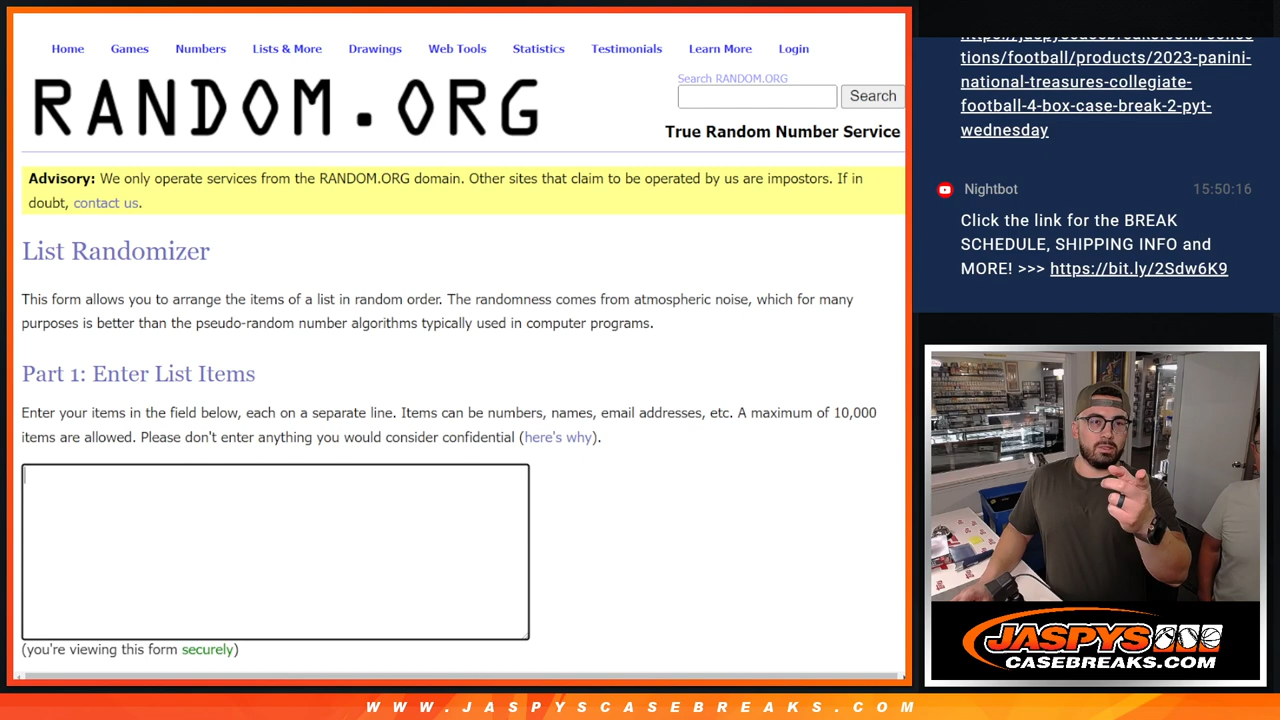 Home Games Numbers Lists & More Drawings Web Tools Statistics Testimonials Learn More Login
RANDOM.ORG
Search RANDOM.ORG
Search
True Random Number Service
Advisory: We only operate services from the RANDOM.ORG domain. Other sites that claim to be operated by us are impostors. If in
doubt, contact us.
List Randomizer
This form allows you to arrange the items of a list in random order. The randomness comes from atmospheric noise, which for many
purposes is better than the pseudo-random number algorithms typically used in computer programs.
Part 1: Enter List Items
Enter your items in the field below, each on a separate line. Items can be numbers, names, email addresses, etc. A maximum of 10,000
items are allowed. Please don't enter anything you would consider confidential (here's why).
(you're viewing this form securely)
https://jaspyscasebreaks.com/collec
tions/football/products/2023-panini-
national-treasures-collegiate-
football-4-box-case-break-2-pyt-
wednesday
Nightbot 15:50:16
Click the link for the BREAK
SCHEDULE, SHIPPING INFO and
MORE! >>> https://bit.ly/2Sdw6K9
JASPYS
CASEBREAKS.COM
WWW.JASPYSCASEBREAKS.COM